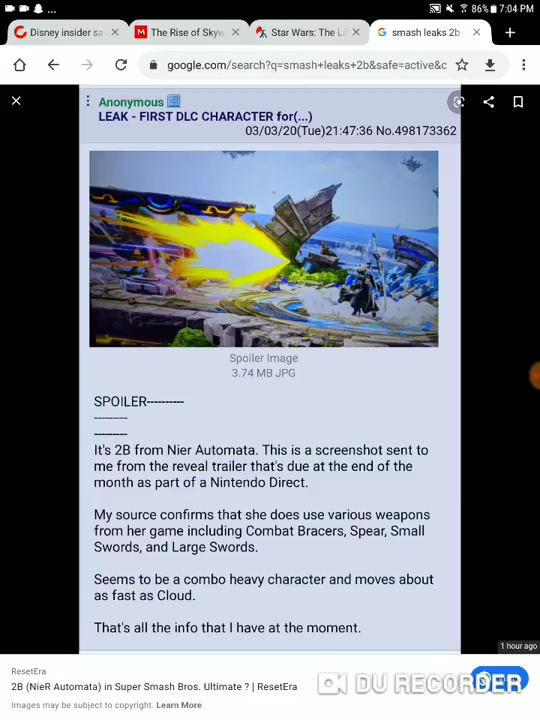 86% 7:04 PM
Disney insider sa
The Rise of Skyw
Star Wars: The L
smash leaks 2b
google.com/search?q=smash+leaks+2b&safe=active&c
Anonymous
LEAK - FIRST DLC CHARACTER for(...)
03/03/20(Tue)21:47:36 No.498173362
Spoiler Image
3.74 MB JPG
SPOILER----------
---------
---------
It's 2B from Nier Automata. This is a screenshot sent to
me from the reveal trailer that's due at the end of the
month as part of a Nintendo Direct.
My source confirms that she does use various weapons
from her game including Combat Bracers, Spear, Small
Swords, and Large Swords.
Seems to be a combo heavy character and moves about
as fast as Cloud.
That's all the info that I have at the moment.
1 hour ago
ResetEra
2B (NieR Automata) in Super Smash Bros. Ultimate ? | ResetEra
Images may be subject to copyright. Learn More
DU RECORDER